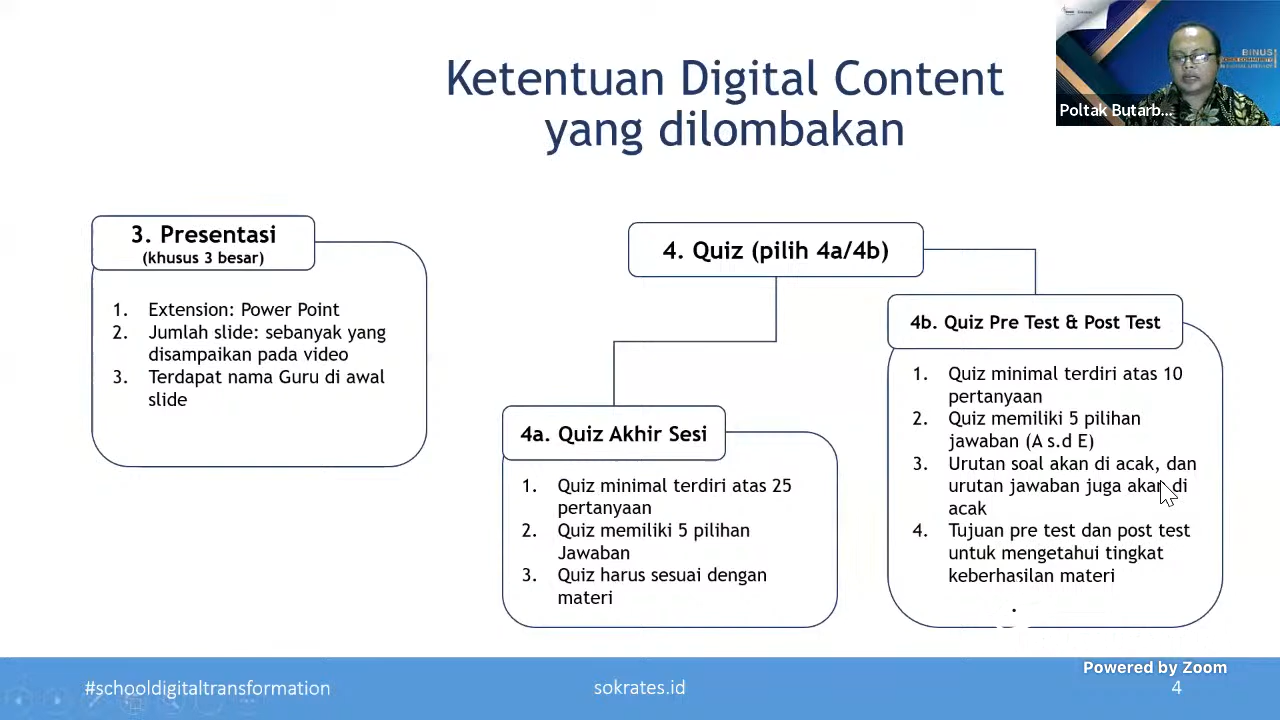 Ketentuan Digital Content
yang dilombakan
BINUS
Poltak Butarb...
3. Presentasi
(khusus 3 besar)
1. Extension: Power Point
2. Jumlah slide: sebanyak yang
disampaikan pada video
3. Terdapat nama Guru di awal
slide
4. Quiz (pilih 4a/4b)
4a. Quiz Akhir Sesi
1. Quiz minimal terdiri atas 25
pertanyaan
2. Quiz memiliki 5 pilihan
Jawaban
3. Quiz harus sesuai dengan
materi
4b. Quiz Pre Test & Post Test
1. Quiz minimal terdiri atas 10
pertanyaan
2. Quiz memiliki 5 pilihan
jawaban (A s.d E)
3. Urutan soal akan di acak, dan
urutan jawaban juga akan di
acak
4. Tujuan pre test dan post test
untuk mengetahui tingkat
keberhasilan materi
Powered by Zoom
#schooldigitaltransformation
sokrates.id
4